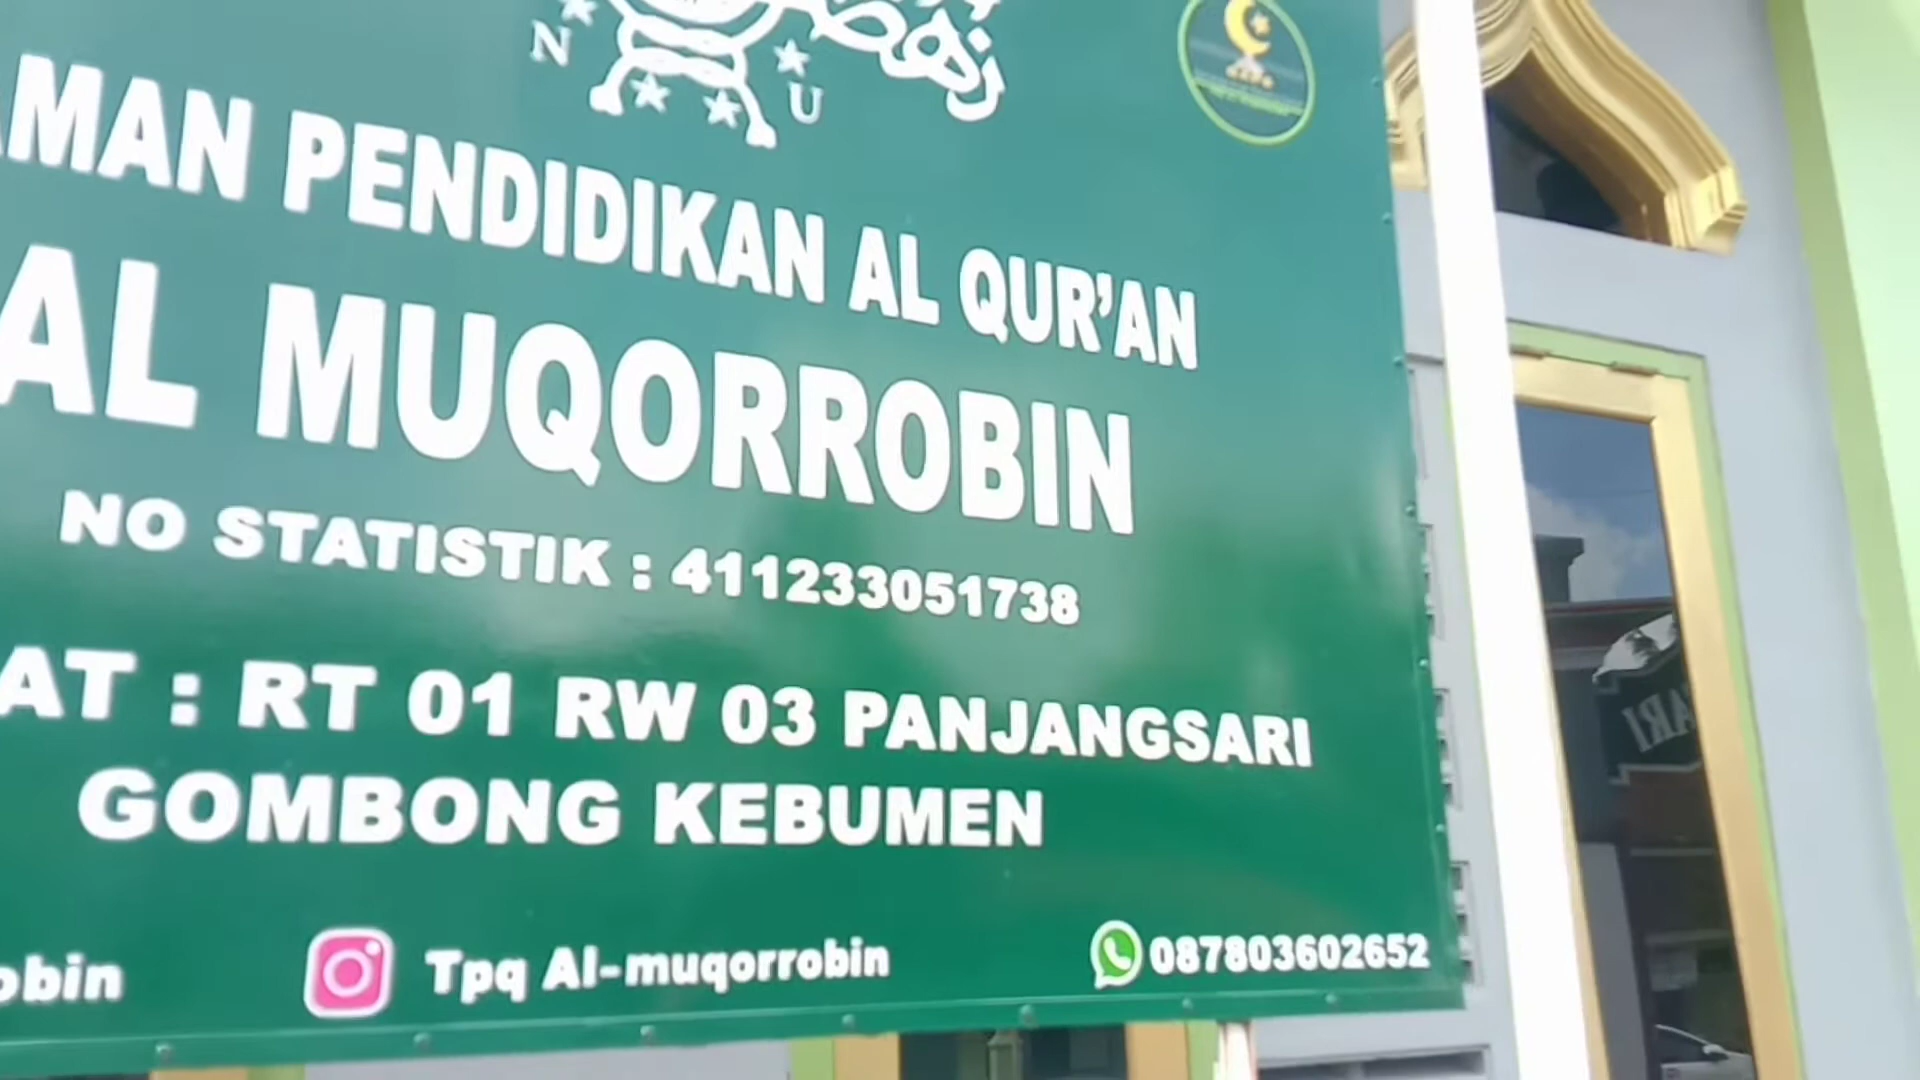 N U
AMAN PENDIDIKAN AL QUR'AN
AL MUQORROBIN
NO STATISTIK : 411233051738
AT : RT 01 RW 03 PANJANGSARI
GOMBONG KEBUMEN
obin Tpq Al-muqorrobin 087803602652